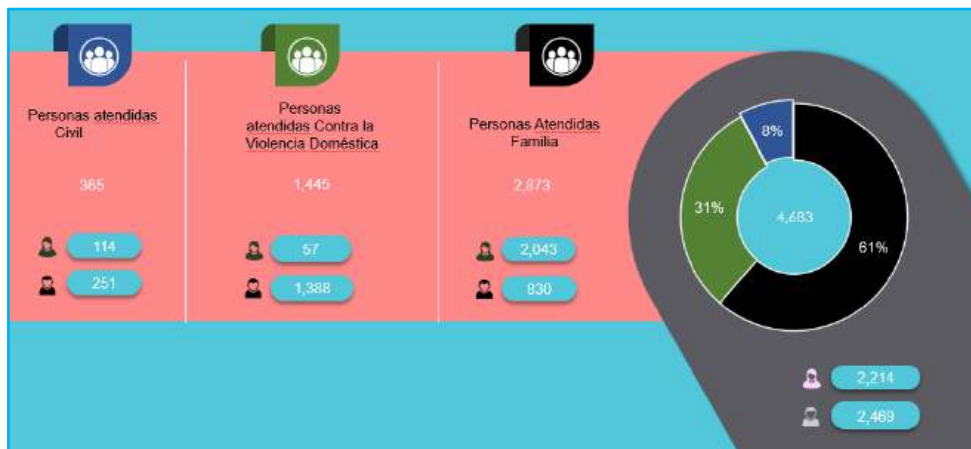 Personas atendidas
Civil
365
114
251
Personas
atendidas Contra la
Violencia Doméstica
1,445
57
1,388
Personas Atendidas
Familia
2,873
2,043
830
8%
31%
61%
4,683
2,214
2,469